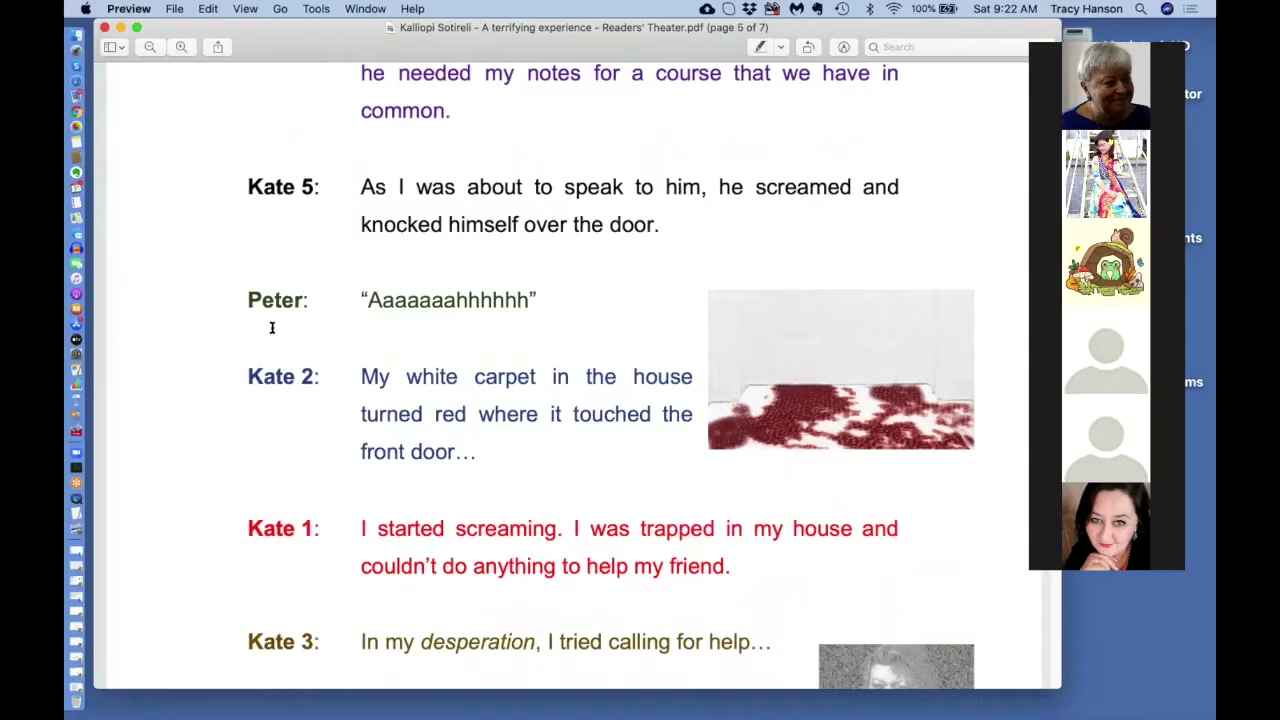 Preview File Edit View Go Tools Window Help 100% Sat 9:22 AM Tracy Hanson
Kalliopi Sotireli - A terrifying experience - Readers' Theater.pdf (page 5 of 7)
Search
he needed my notes for a course that we have in
common.
Kate 5: As I was about to speak to him, he screamed and
knocked himself over the door.
Peter: “Aaaaaaahhhhhh”
Kate 2: My white carpet in the house
turned red where it touched the
front door…
Kate 1: I started screaming. I was trapped in my house and
couldn’t do anything to help my friend.
Kate 3: In my desperation, I tried calling for help…